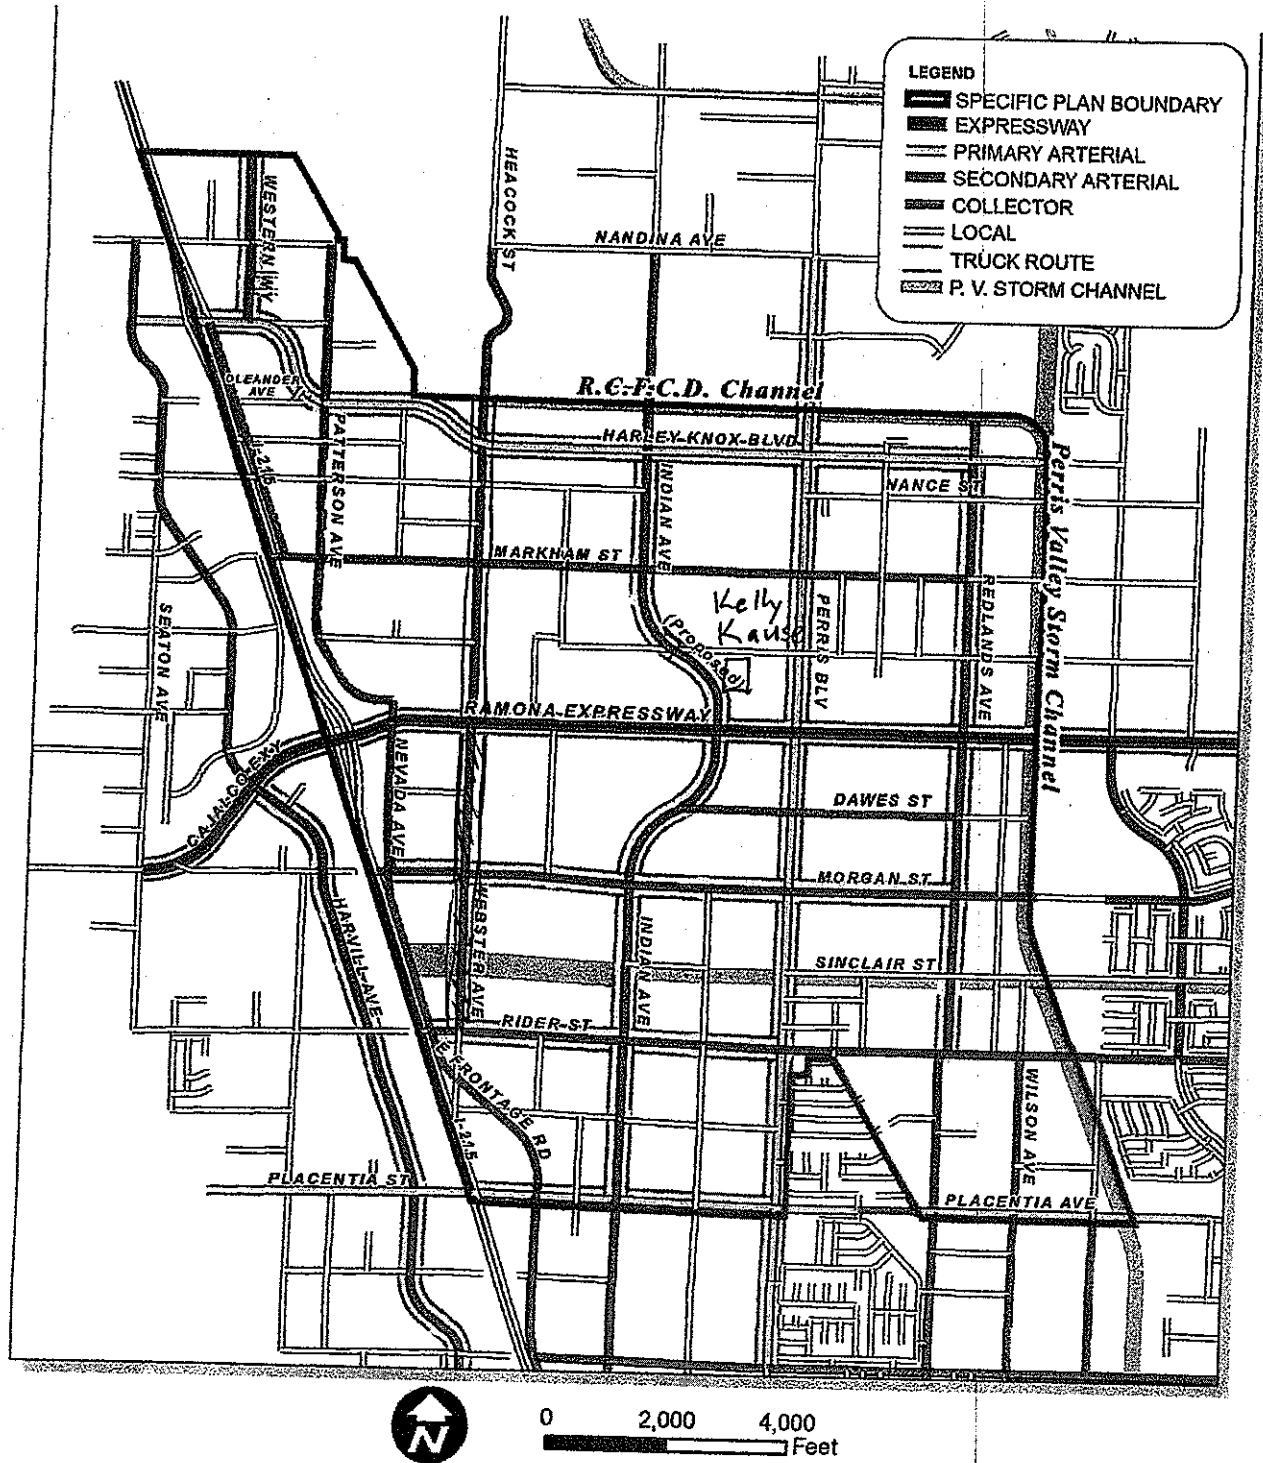 LEGEND
SPECIFIC PLAN BOUNDARY
EXPRESSWAY
PRIMARY ARTERIAL
SECONDARY ARTERIAL
COLLECTOR
LOCAL
TRUCK ROUTE
P. V. STORM CHANNEL
HEACOCK ST
WESTERN WY
NANDINA AVE
OLEANDER
AVE
R.C.F.C.D. Channel
HARLEY KNOX BLVD
I-215
PATTERSON AVE
INDIAN AVE
NANCE ST
Perris Valley Storm Channel
MARKHAM ST
SEATON AVE
Kelly
Kause
(Proposed)
PERRIS BLV
REDLANDS AVE
RAMONA EXPRESSWAY
CAJALCO EXY
NEVADA AVE
DAWES ST
MORGAN ST
HARVILL AVE
WEBSTER AVE
INDIAN AVE
SINCLAIR ST
RIDER ST
E FRONTAGE RD
I-215
WILSON AVE
PLACENTIA ST
PLACENTIA AVE
N
0 2,000 4,000
Feet